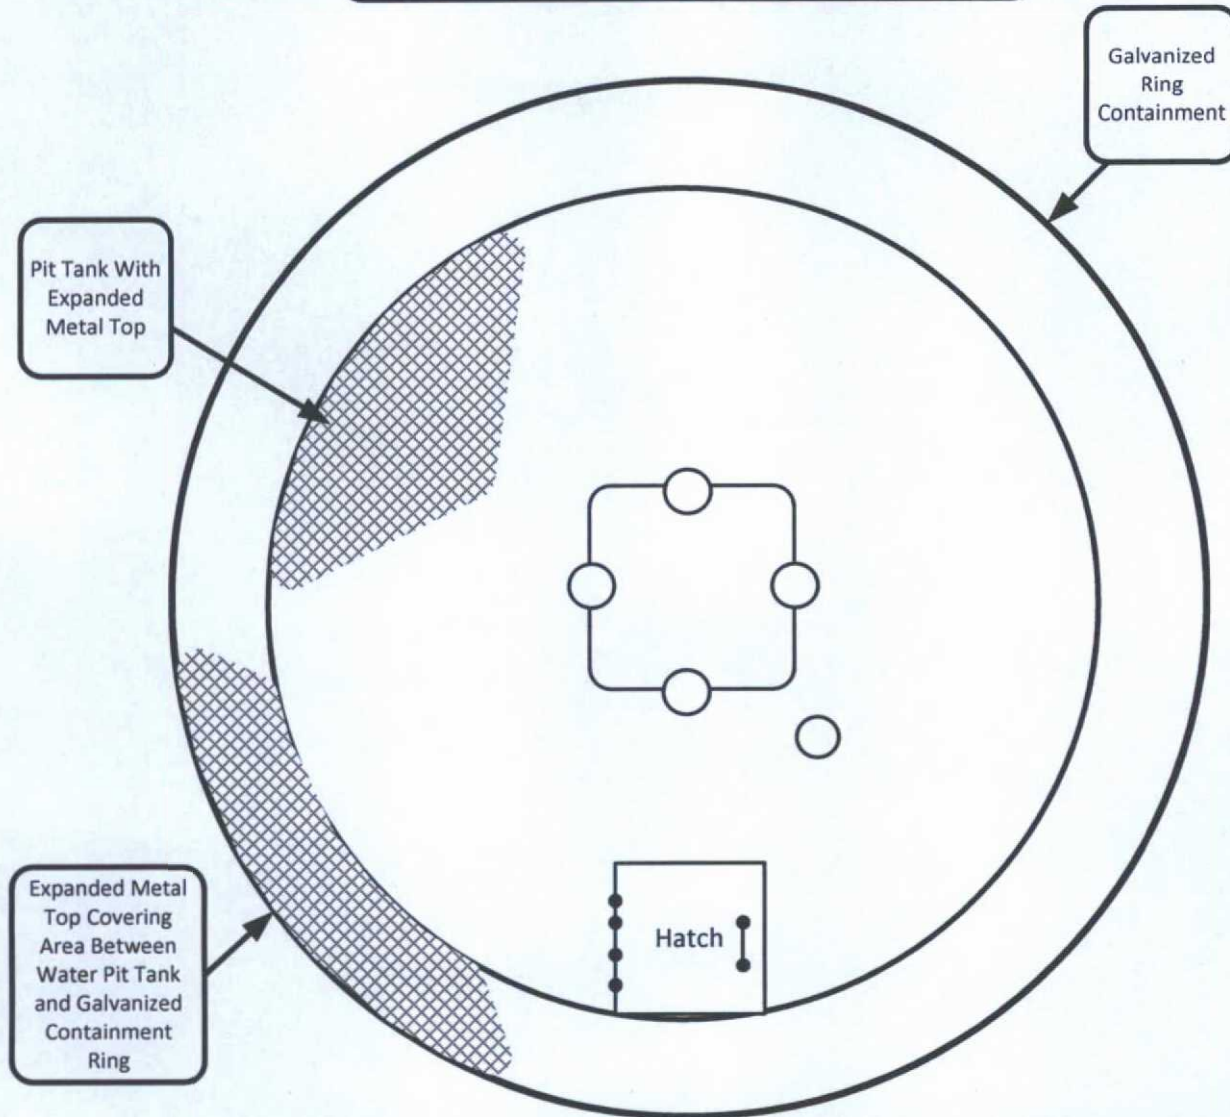 Galvanized
Ring
Containment
Pit Tank With
Expanded
Metal Top
Expanded Metal
Top Covering
Area Between
Water Pit Tank
and Galvanized
Containment
Ring
Hatch